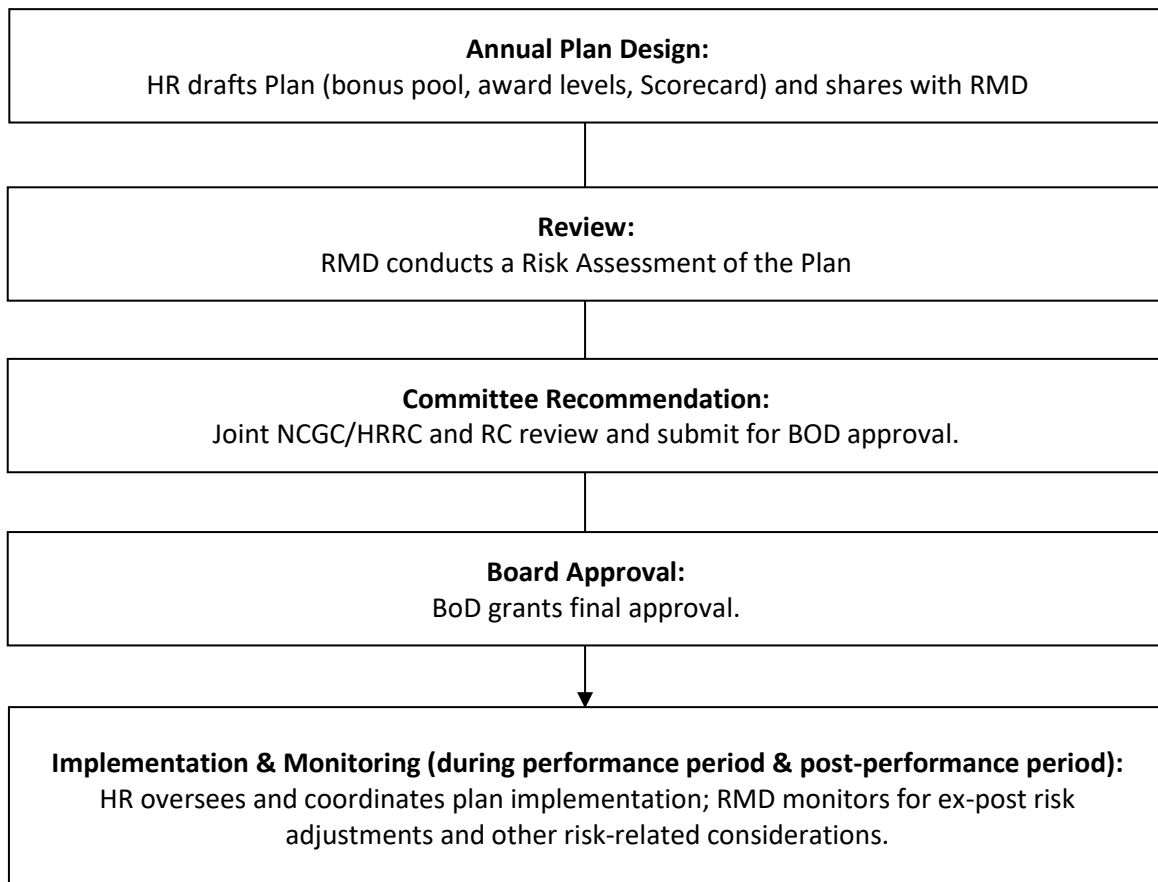 Annual Plan Design:
HR drafts Plan (bonus pool, award levels, Scorecard) and shares with RMD
Review:
RMD conducts a Risk Assessment of the Plan
Committee Recommendation:
Joint NCGC/HRRC and RC review and submit for BOD approval.
Board Approval:
BoD grants final approval.
Implementation & Monitoring (during performance period & post-performance period):
HR oversees and coordinates plan implementation; RMD monitors for ex-post risk
adjustments and other risk-related considerations.